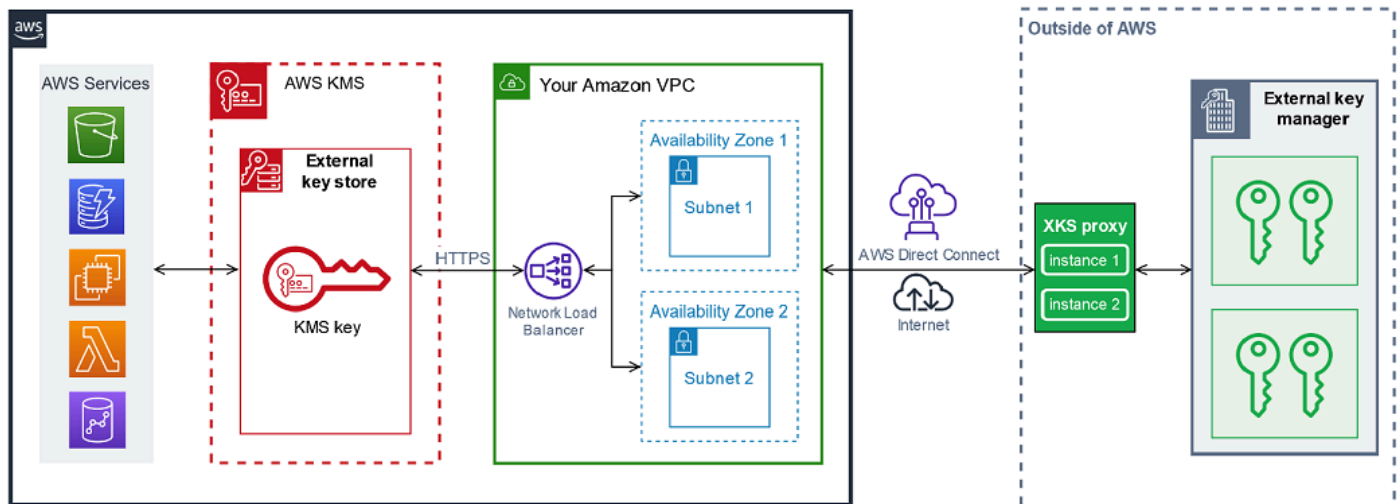 aws
AWS Services
AWS KMS
External
key store
KMS key
HTTPS
Your Amazon VPC
Network Load
Balancer
Availability Zone 1
Subnet 1
Availability Zone 2
Subnet 2
AWS Direct Connect
Internet
Outside of AWS
XKS proxy
instance 1
instance 2
External key
manager